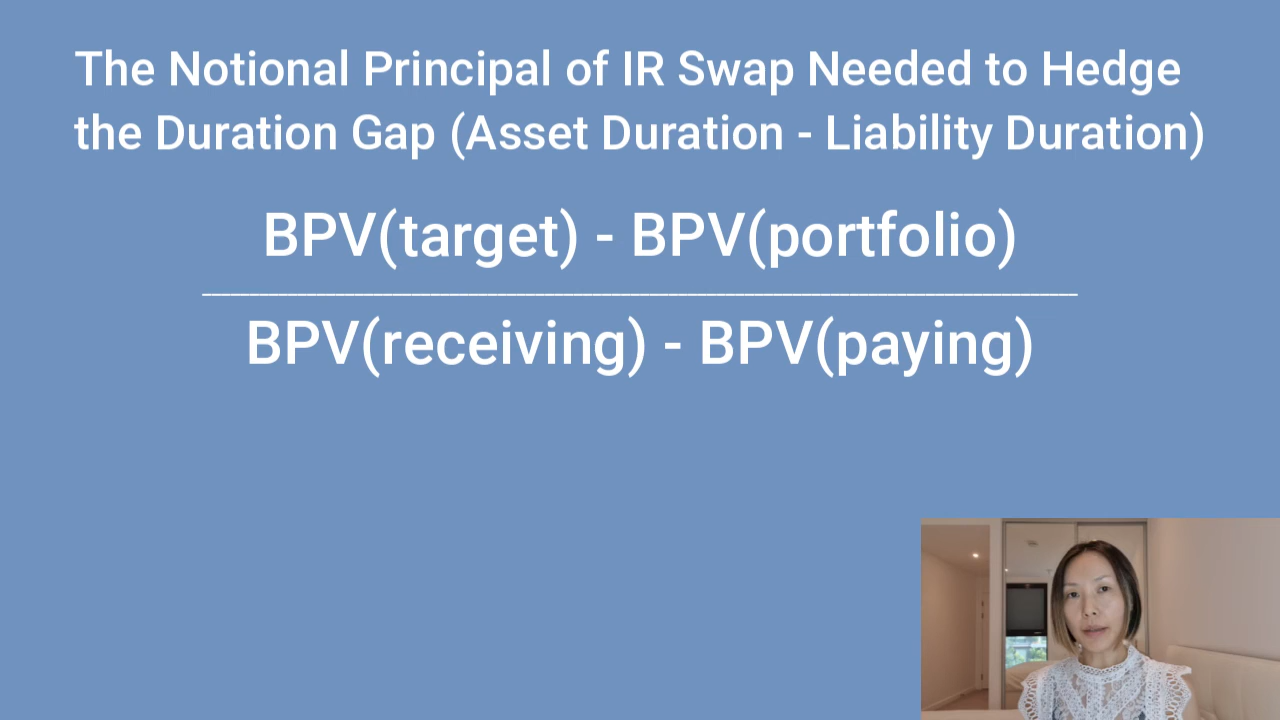 The Notional Principal of IR Swap Needed to Hedge
the Duration Gap (Asset Duration - Liability Duration)
BPV(target) - BPV(portfolio)
BPV(receiving) - BPV(paying)